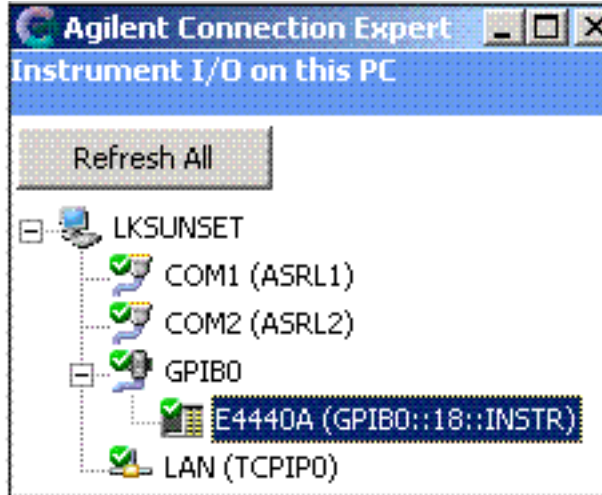 Agilent Connection Expert
Instrument I/O on this PC
Refresh All
LKSUNSET
COM1 (ASRL1)
COM2 (ASRL2)
GPIB0
E4440A (GPIB0::18::INSTR)
LAN (TCPIP0)